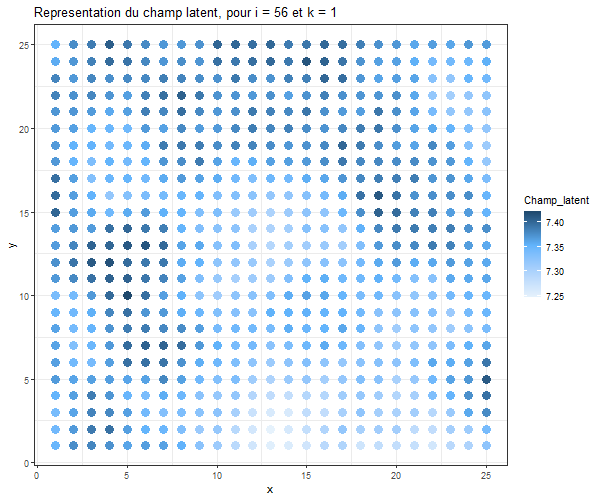 Representation du champ latent, pour i = 56 et k = 1
25
20
15
10
5
0
y
0 5 10 15 20 25
x
Champ_latent
7.40
7.35
7.30
7.25